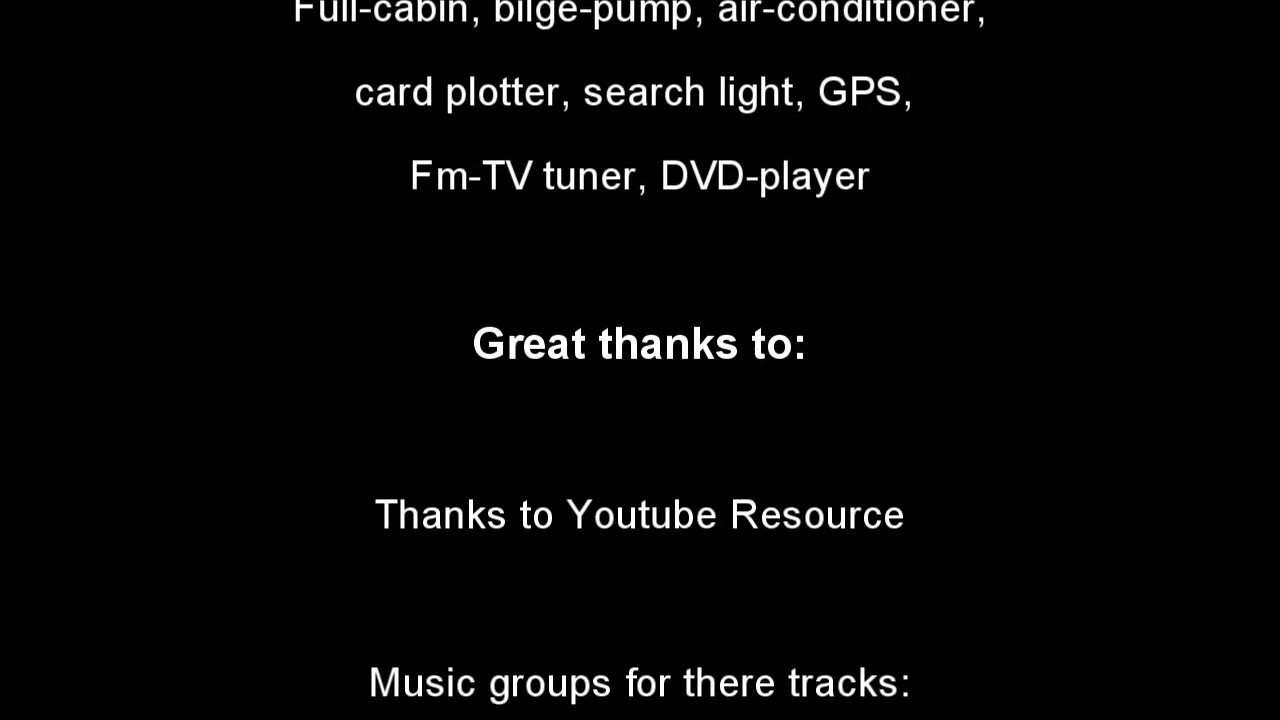 Full-cabin, bilge-pump, air-conditioner,
card plotter, search light, GPS,
Fm-TV tuner, DVD-player
Great thanks to:
Thanks to Youtube Resource
Music groups for there tracks: